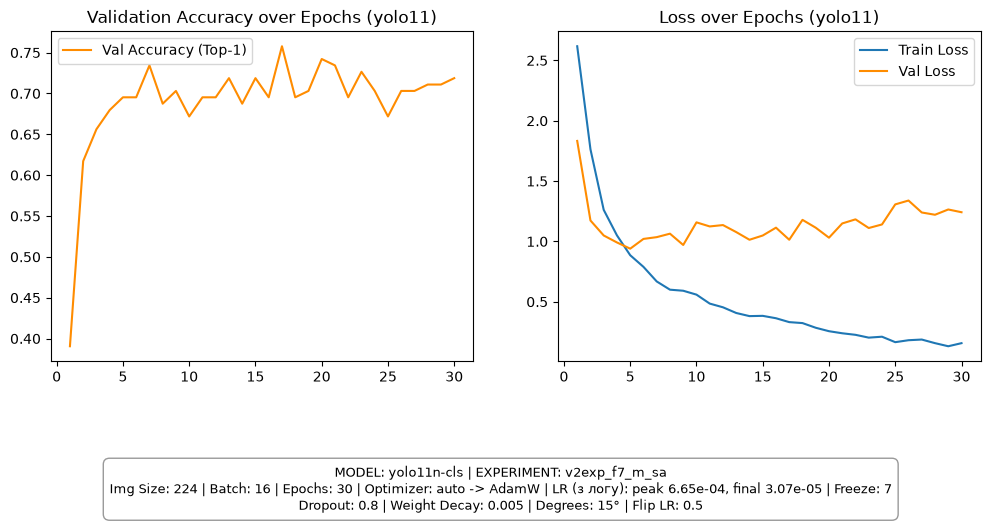 Validation Accuracy over Epochs (yolo11)
Val Accuracy (Top-1)
0.75
0.70
0.65
0.60
0.55
0.50
0.45
0.40
0 5 10 15 20 25 30
Loss over Epochs (yolo11)
Train Loss
Val Loss
2.5
2.0
1.5
1.0
0.5
0 5 10 15 20 25 30
MODEL: yolo11n-cls | EXPERIMENT: v2exp_f7_m_sa
Img Size: 224 | Batch: 16 | Epochs: 30 | Optimizer: auto -> AdamW | LR (з логу): peak 6.65e-04, final 3.07e-05 | Freeze: 7
Dropout: 0.8 | Weight Decay: 0.005 | Degrees: 15° | Flip LR: 0.5